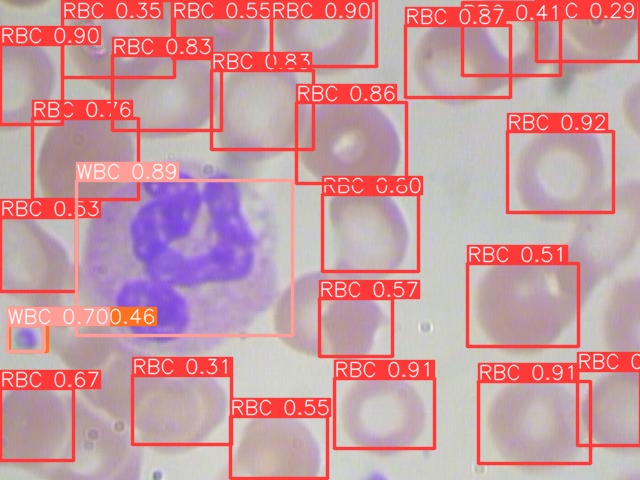 RBC 0.35
RBC 0.55
RBC 0.90
RBC 0.87
0.41
C 0.29
RBC 0.90
RBC 0.83
RBC 0.83
RBC 0.86
RBC 0.76
RBC 0.92
WBC 0.89
RBC 0.80
RBC 0.53
RBC 0.51
RBC 0.57
WBC 0.70 0.46
RBC 0.67
RBC 0.31
RBC 0.55
RBC 0.91
RBC 0.91
RBC 0